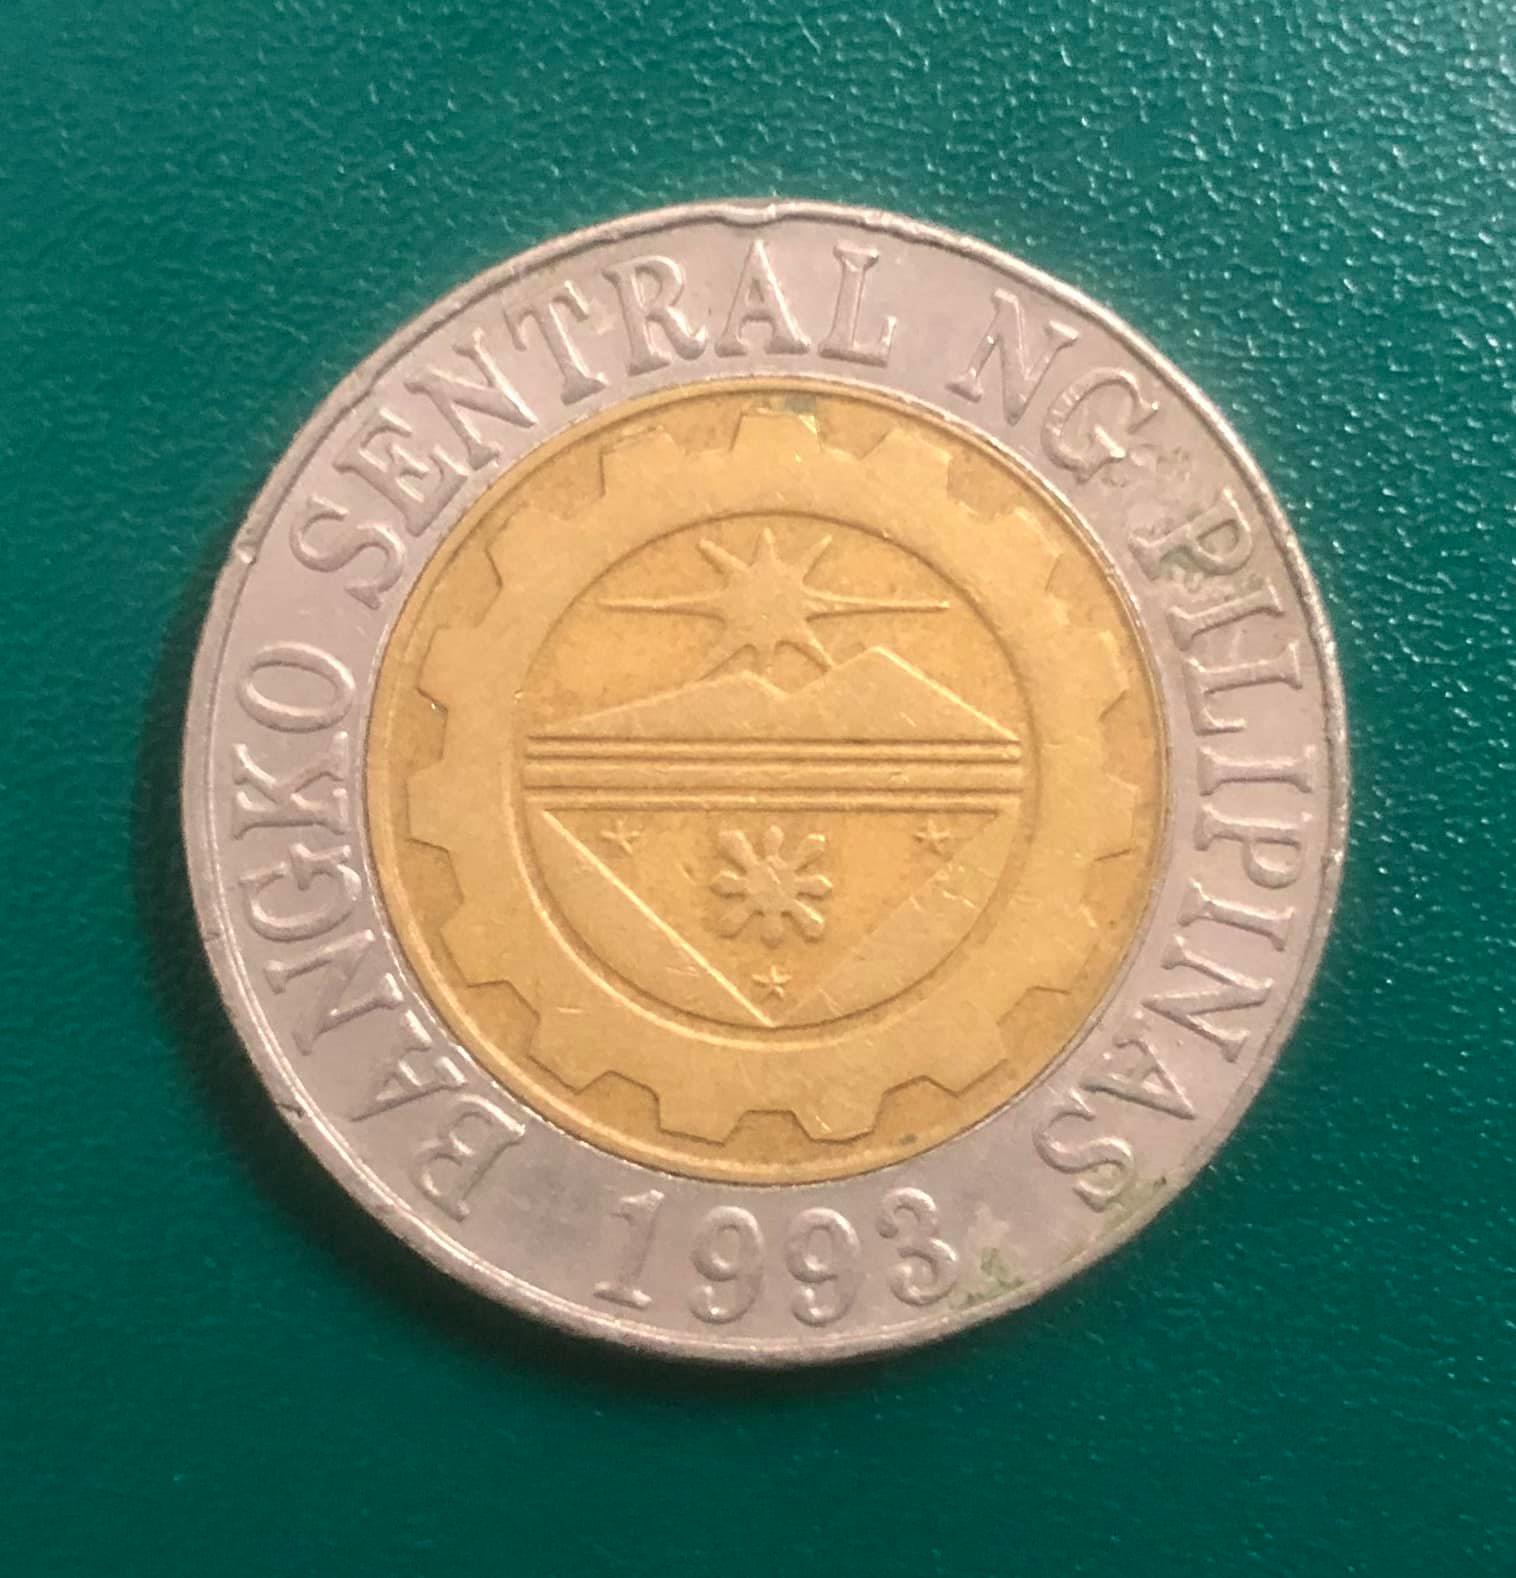 BANGKO SENTRAL NG PILIPINAS
1993